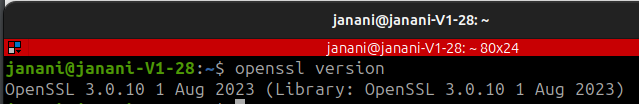 janani@janani-V1-28: ~
janani@janani-V1-28: ~ 80x24
janani@janani-V1-28:~$ openssl version
OpenSSL 3.0.10 1 Aug 2023 (Library: OpenSSL 3.0.10 1 Aug 2023)